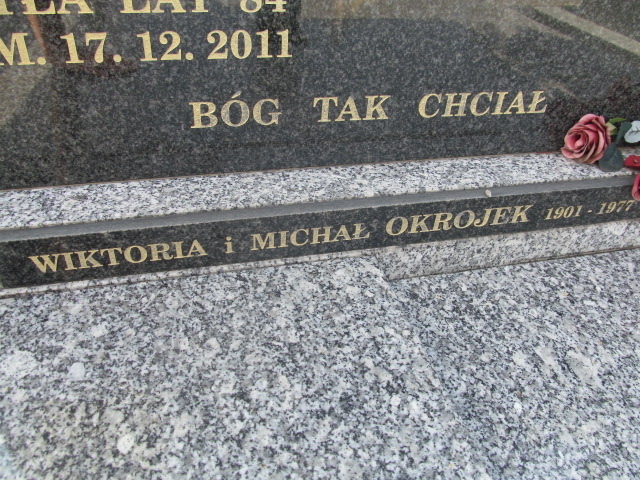 LAT 84
M. 17.12.2011
BÓG TAK CHCIAŁ
WIKTORIA i MICHAŁ OKROJEK 1901 - 1977